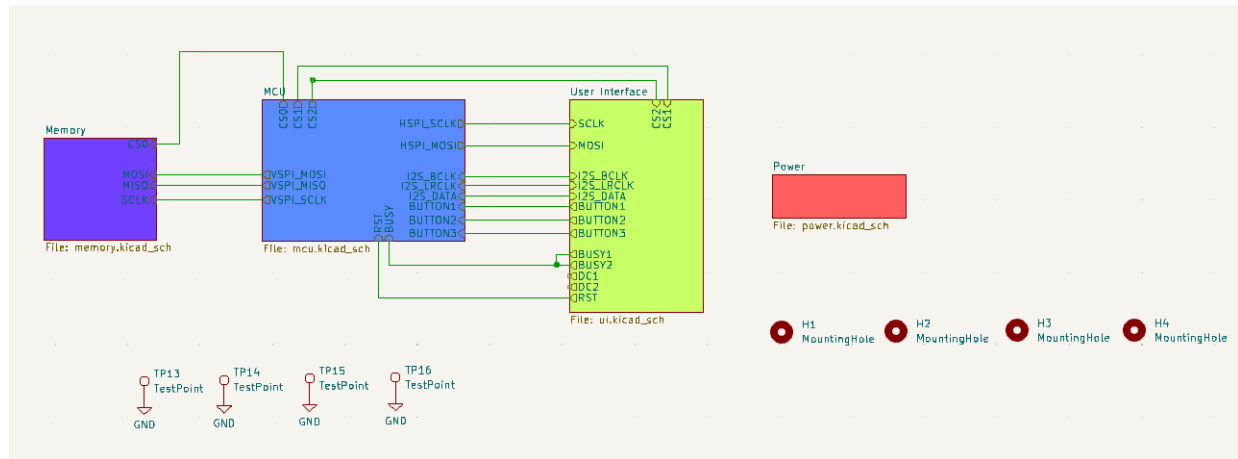 MCU
User Interface
CS0
CS1
CS2
CS2
CS1
Memory
HSPI_SCLK
SCLK
CS0
HSPI_MOSI
MOSI
Power
MOSI
VSPI_MOSI
I2S_BCLK
I2S_BCLK
MISO
VSPI_MISO
I2S_LRCLK
I2S_LRCLK
I2S_DATA
I2S_DATA
SCLK
VSPI_SCLK
BUTTON1
BUTTON1
BUTTON2
BUTTON2
RST
BUSY
BUTTON3
BUTTON3
File: power.kicad_sch
File: memory.kicad_sch
File: mcu.kicad_sch
BUSY1
BUSY2
DC1
DC2
RST
File: ui.kicad_sch
H1
MountingHole
H2
MountingHole
H3
MountingHole
H4
MountingHole
TP13
TestPoint
GND
TP14
TestPoint
GND
TP15
TestPoint
GND
TP16
TestPoint
GND